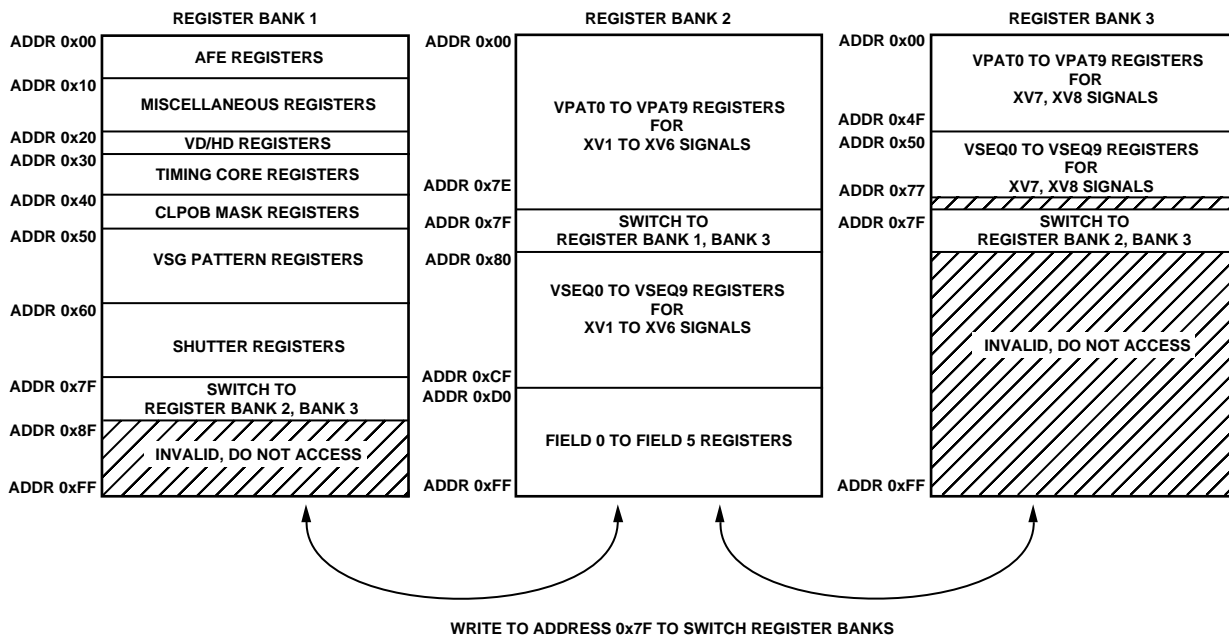 REGISTER BANK 1
ADDR 0x00
AFE REGISTERS
ADDR 0x10
MISCELLANEOUS REGISTERS
ADDR 0x20
VD/HD REGISTERS
ADDR 0x30
TIMING CORE REGISTERS
ADDR 0x40
CLPOB MASK REGISTERS
ADDR 0x50
VSG PATTERN REGISTERS
ADDR 0x60
SHUTTER REGISTERS
ADDR 0x7F
SWITCH TO
REGISTER BANK 2, BANK 3
ADDR 0x8F
INVALID, DO NOT ACCESS
ADDR 0xFF
REGISTER BANK 2
ADDR 0x00
VPAT0 TO VPAT9 REGISTERS
FOR
XV1 TO XV6 SIGNALS
ADDR 0x7E
ADDR 0x7F
SWITCH TO
REGISTER BANK 1, BANK 3
ADDR 0x80
VSEQ0 TO VSEQ9 REGISTERS
FOR
XV1 TO XV6 SIGNALS
ADDR 0xCF
ADDR 0xD0
FIELD 0 TO FIELD 5 REGISTERS
ADDR 0xFF
REGISTER BANK 3
ADDR 0x00
VPAT0 TO VPAT9 REGISTERS
FOR
XV7, XV8 SIGNALS
ADDR 0x4F
ADDR 0x50
VSEQ0 TO VSEQ9 REGISTERS
FOR
XV7, XV8 SIGNALS
ADDR 0x77
ADDR 0x7F
SWITCH TO
REGISTER BANK 2, BANK 3
INVALID, DO NOT ACCESS
ADDR 0xFF
WRITE TO ADDRESS 0x7F TO SWITCH REGISTER BANKS